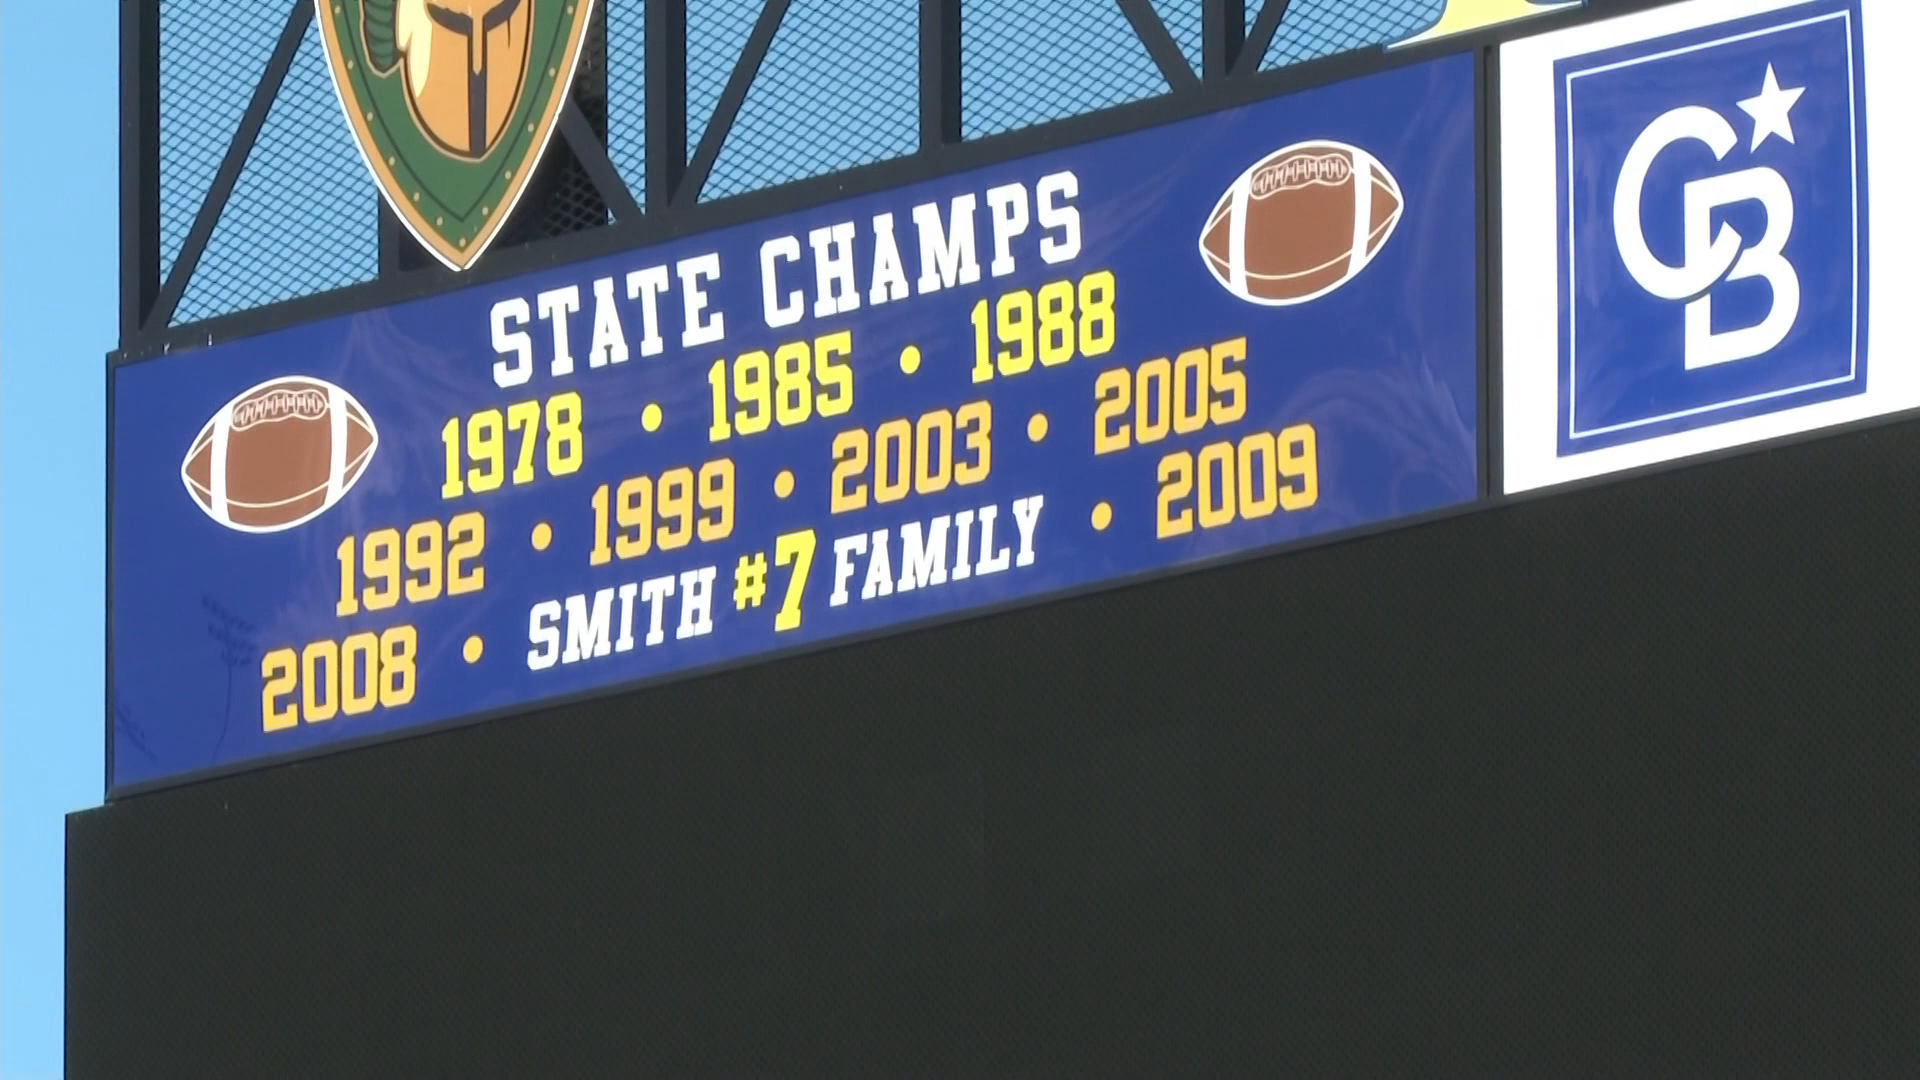 STATE CHAMPS
1978 • 1985 • 1988
1992 • 1999 • 2003 • 2005
2008 • SMITH #7 FAMILY • 2009
CB